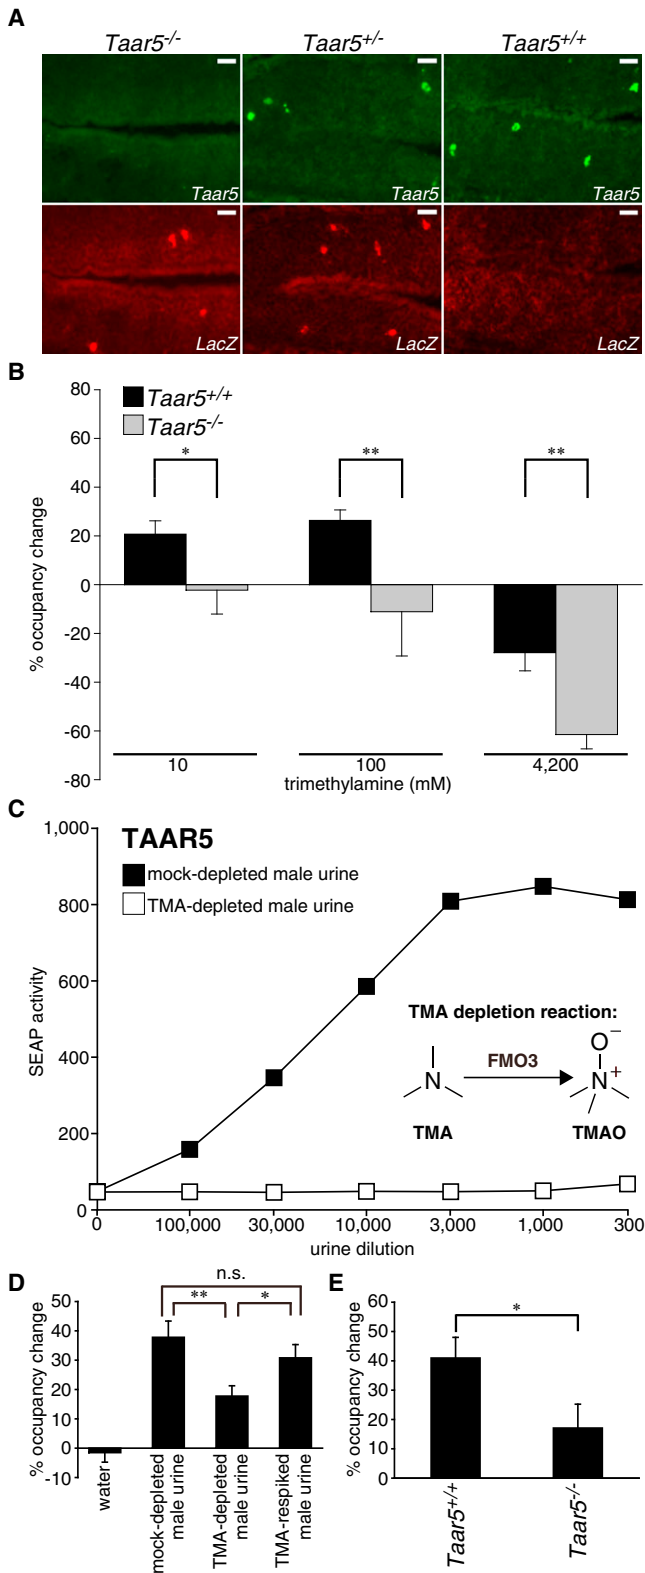 A
Taar5-/- Taar5+/- Taar5+/+
Taar5 Taar5 Taar5
LacZ LacZ LacZ
B
80
60
40
20
0
-20
-40
-60
-80
% occupancy change
Taar5+/+
Taar5-/-
* ** **
10 100 4,200
trimethylamine (mM)
C
1,000
800
600
400
200
0
SEAP activity
TAAR5
mock-depleted male urine
TMA-depleted male urine
TMA depletion reaction:
FMO3
N
O−
N+
TMA TMAO
0 100,000 30,000 10,000 3,000 1,000 300
urine dilution
D
50
40
30
20
10
0
-10
% occupancy change
n.s.
** *
water
mock-depleted
male urine
TMA-depleted
male urine
TMA-respiked
male urine
E
60
50
40
30
20
10
0
% occupancy change
*
Taar5+/+
Taar5-/-